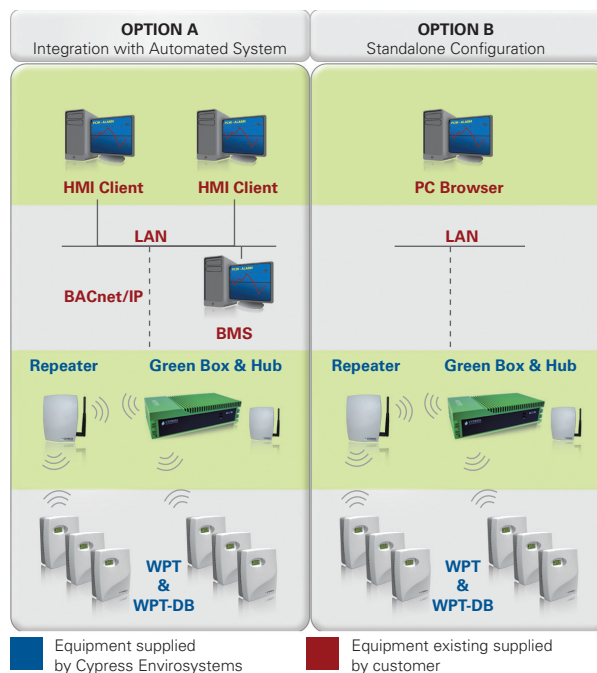 OPTION A
Integration with Automated System
OPTION B
Standalone Configuration
HMI Client
HMI Client
PC Browser
LAN
LAN
BACnet/IP
BMS
Repeater
Green Box & Hub
Repeater
Green Box & Hub
WPT
&
WPT-DB
WPT
&
WPT-DB
Equipment supplied
by Cypress Envirosystems
Equipment existing supplied
by customer